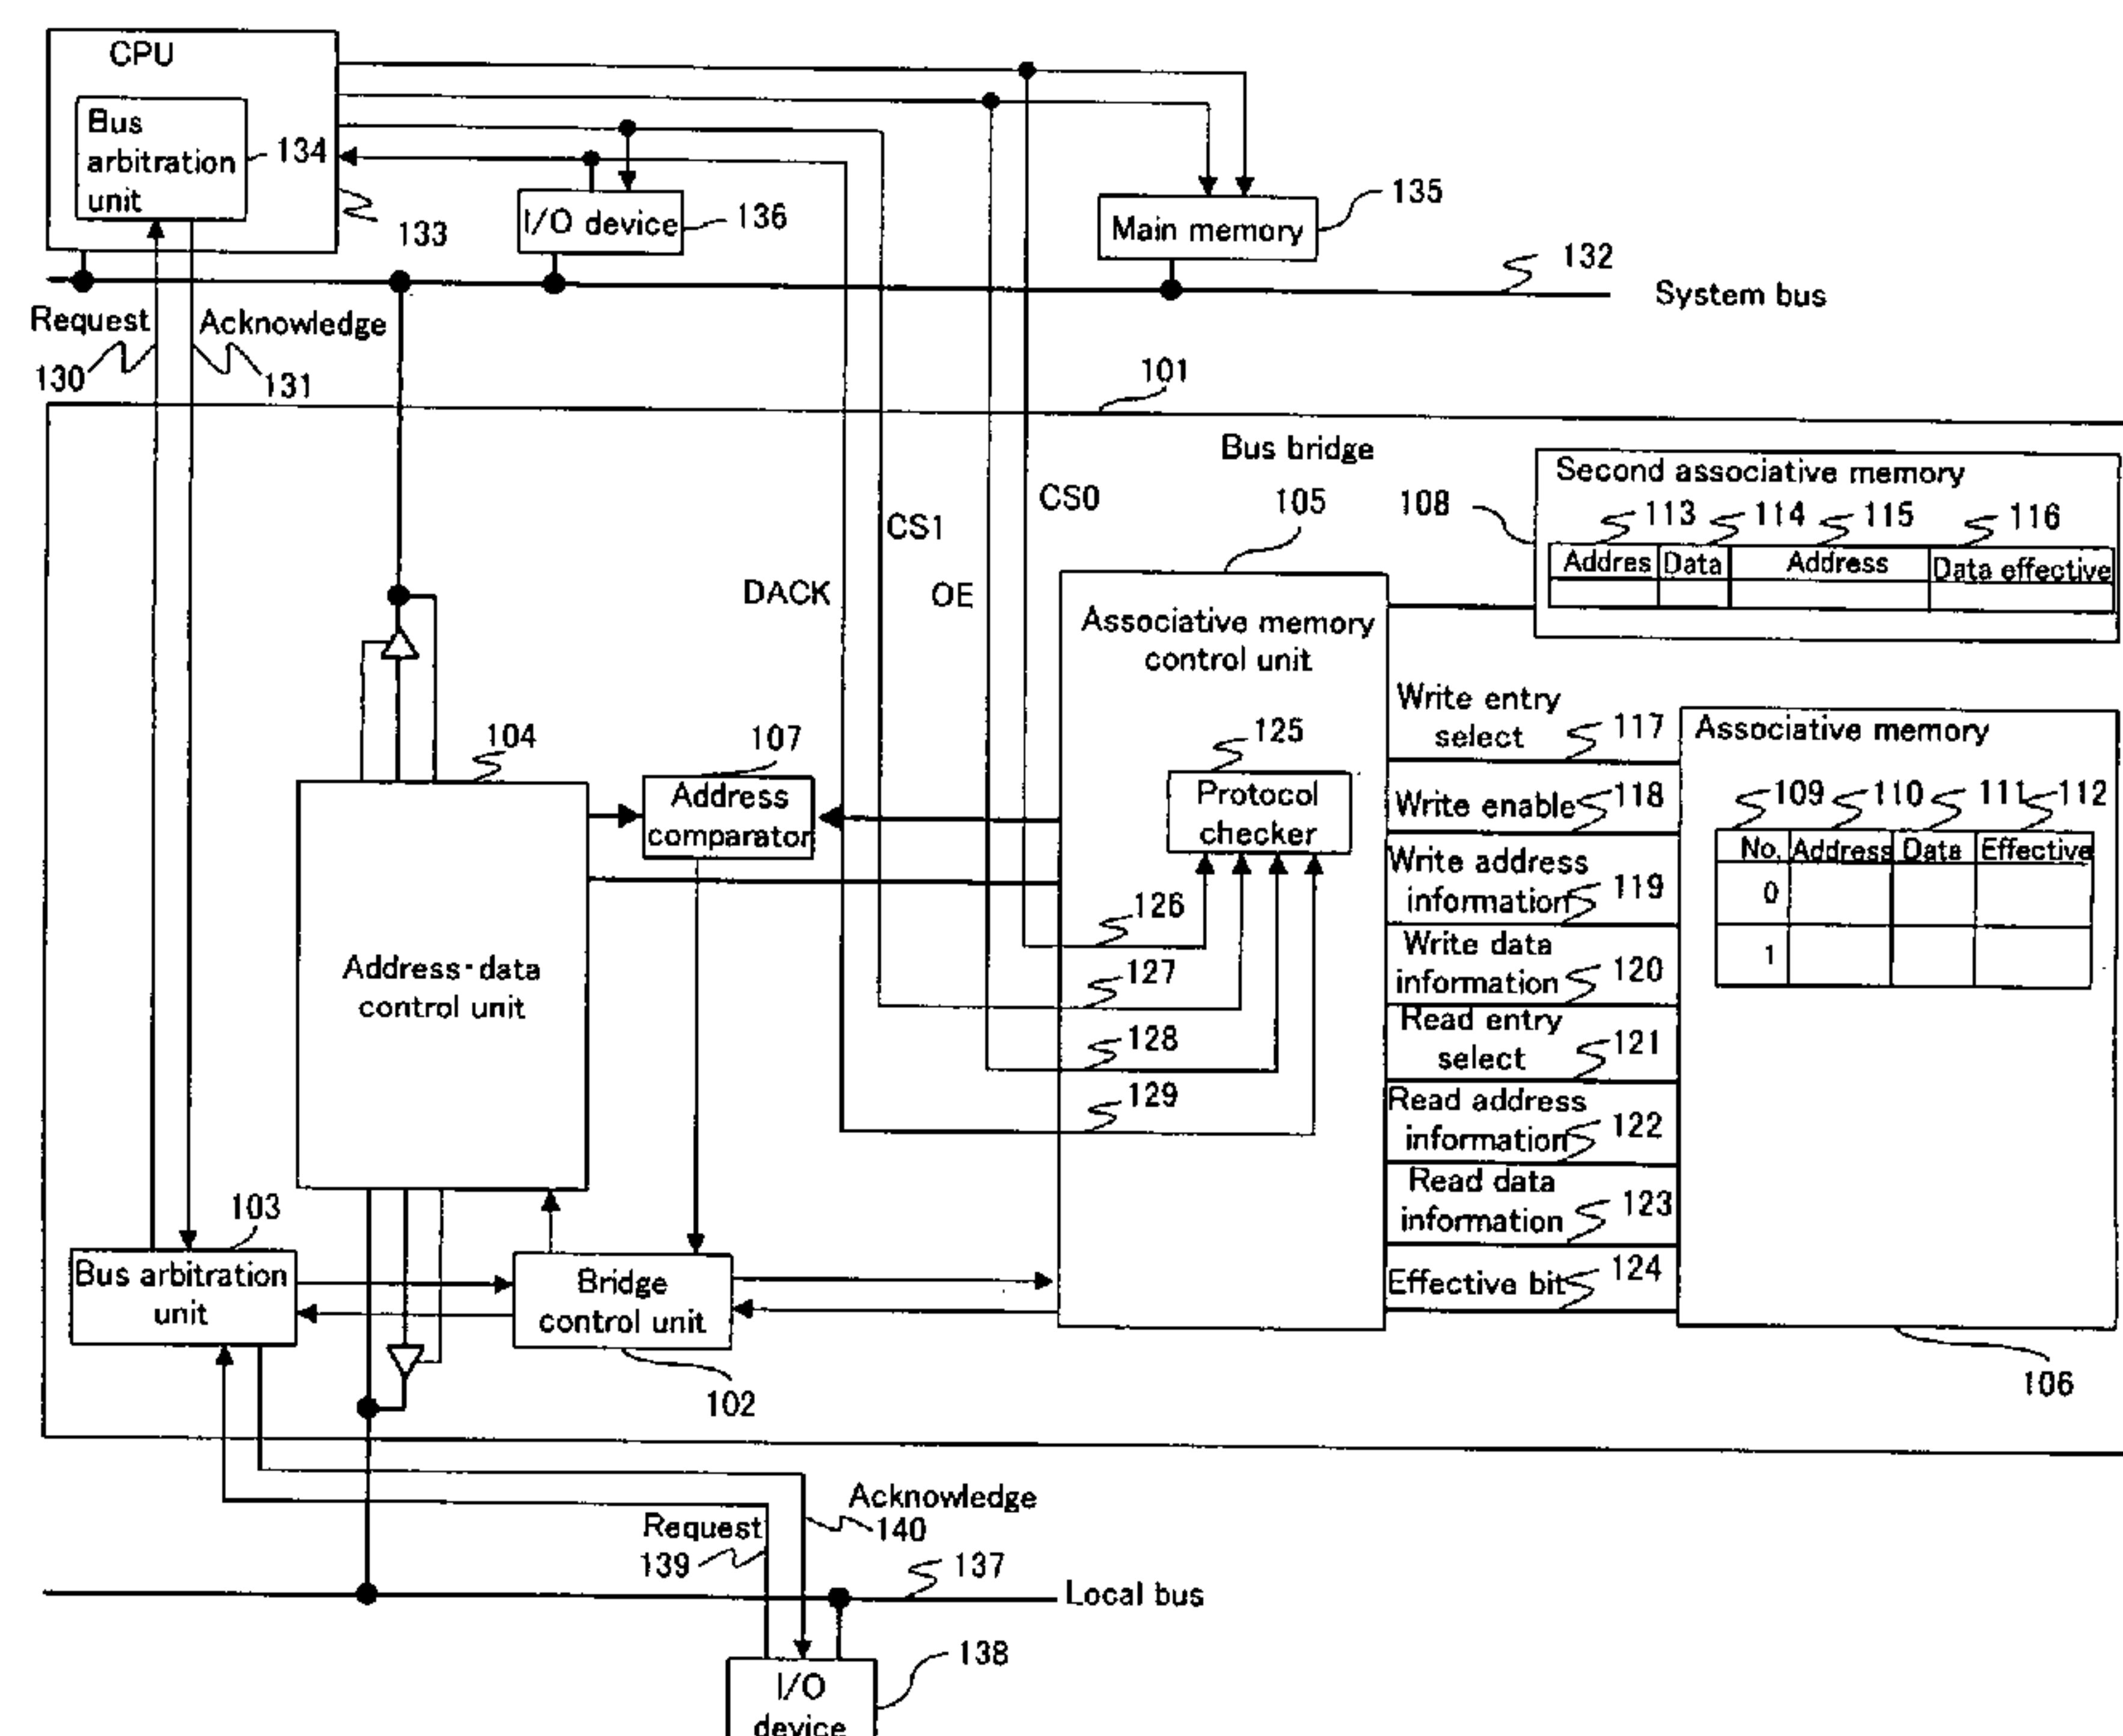 CPU
Bus
arbitration
unit
134
133
I/O device
136
Main memory
135
132
System bus
Request
Acknowledge
130
131
101
Bus bridge
CS0
CS1
DACK
OE
105
Associative memory
control unit
108
Second associative memory
113 114 115 116
Addres Data Address Data effective
104
107
Address
comparator
125
Protocol
checker
Address·data
control unit
126
127
128
129
Write entry
select 117
Write enable 118
Write address
information 119
Write data
information 120
Read entry
select 121
Read address
information 122
Read data
information 123
Effective bit 124
Associative memory
109 110 111 112
No. Address Data Effective
0
1
106
103
Bus arbitration
unit
Bridge
control unit
102
Acknowledge
140
Request
139
137
Local bus
138
I/O
device